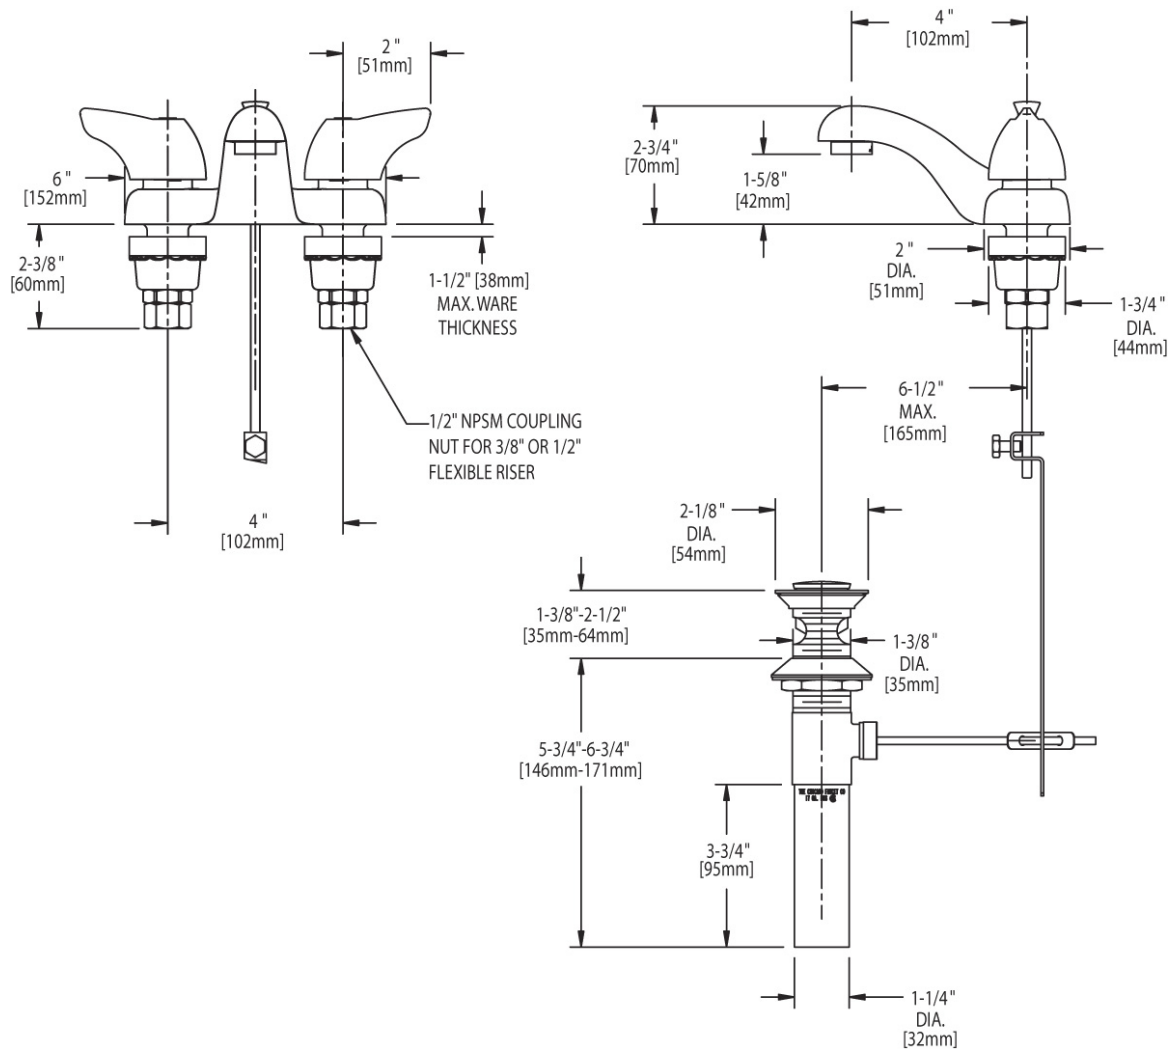 2 "
[51mm]
6 "
[152mm]
2-3/8"
[60mm]
1-1/2" [38mm]
MAX. WARE
THICKNESS
1/2" NPSM COUPLING
NUT FOR 3/8" OR 1/2"
FLEXIBLE RISER
4 "
[102mm]
4 "
[102mm]
2-3/4"
[70mm]
1-5/8"
[42mm]
2 "
DIA.
[51mm]
1-3/4"
DIA.
[44mm]
6-1/2"
MAX.
[165mm]
2-1/8"
DIA.
[54mm]
1-3/8"-2-1/2"
[35mm-64mm]
1-3/8"
DIA.
[35mm]
5-3/4"-6-3/4"
[146mm-171mm]
3-3/4"
[95mm]
1-1/4"
DIA.
[32mm]